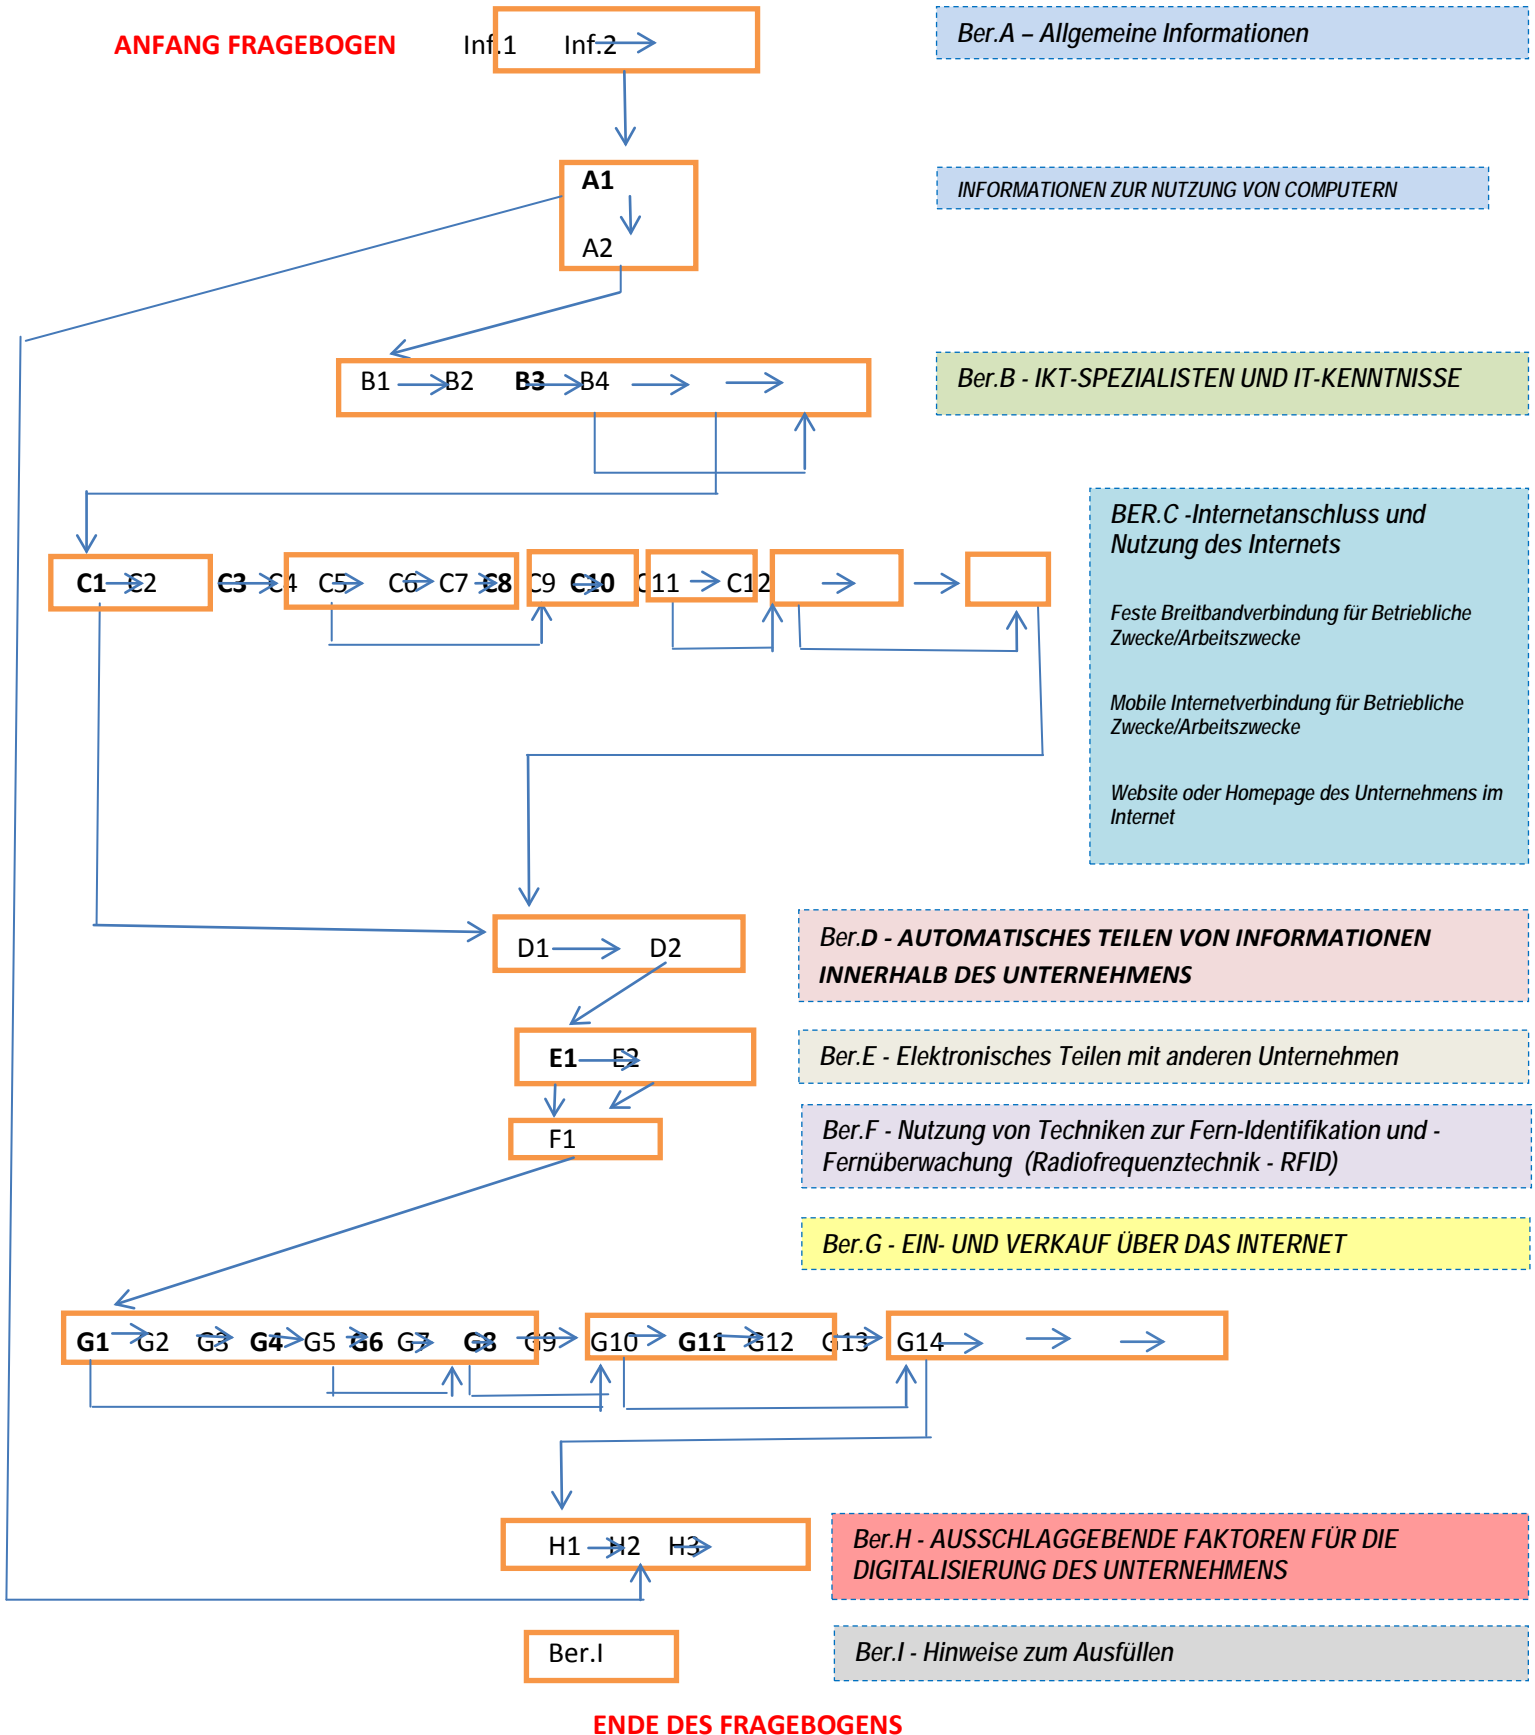 ANFANG FRAGEBOGEN Inf.1 Inf.2
Ber.A – Allgemeine Informationen
A1
INFORMATIONEN ZUR NUTZUNG VON COMPUTERN
A2
B1 B2 B3 B4
Ber.B - IKT-SPEZIALISTEN UND IT-KENNTNISSE
BER.C -Internetanschluss und
Nutzung des Internets
C1 C2 C3 C4 C5 C6 C7 C8 C9 C10 C11 C12
Feste Breitbandverbindung für Betriebliche
Zwecke/Arbeitszwecke
Mobile Internetverbindung für Betriebliche
Zwecke/Arbeitszwecke
Website oder Homepage des Unternehmens im
Internet
D1 D2
Ber.D - AUTOMATISCHES TEILEN VON INFORMATIONEN
INNERHALB DES UNTERNEHMENS
E1 E2
Ber.E - Elektronisches Teilen mit anderen Unternehmen
F1
Ber.F - Nutzung von Techniken zur Fern-Identifikation und -
Fernüberwachung (Radiofrequenztechnik - RFID)
Ber.G - EIN- UND VERKAUF ÜBER DAS INTERNET
G1 G2 G3 G4 G5 G6 G7 G8 G9 G10 G11 G12 G13 G14
H1 H2 H3
Ber.H - AUSSCHLAGGEBENDE FAKTOREN FÜR DIE
DIGITALISIERUNG DES UNTERNEHMENS
Ber.I
Ber.I - Hinweise zum Ausfüllen
ENDE DES FRAGEBOGENS